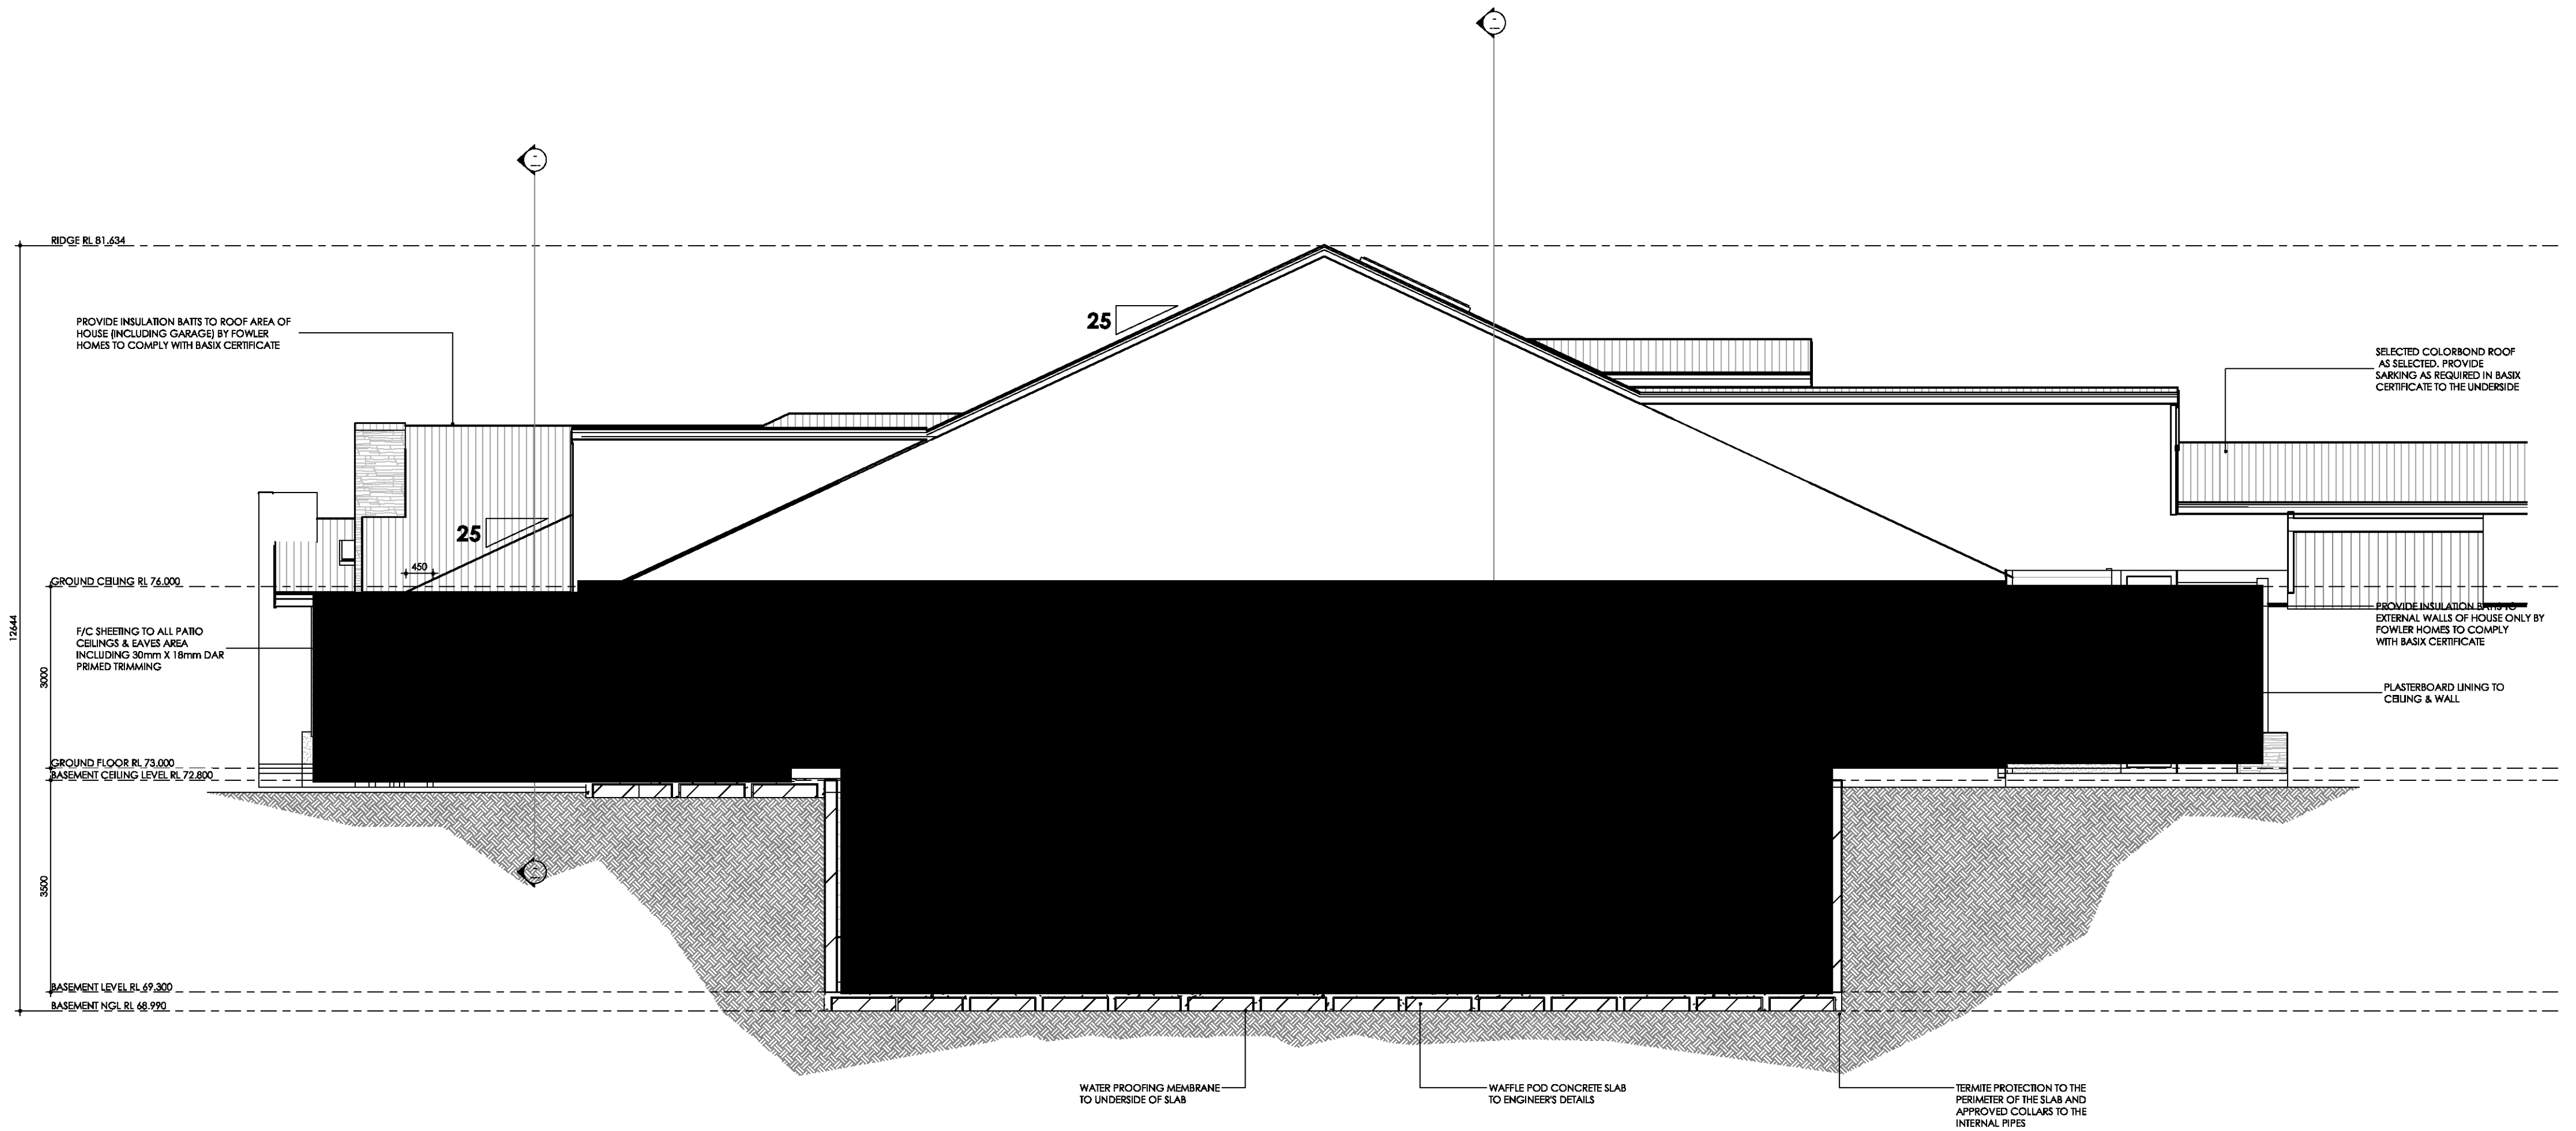 RIDGE RL 81.634
25
PROVIDE INSULATION BATTS TO ROOF AREA OF
HOUSE (INCLUDING GARAGE) BY FOWLER
HOMES TO COMPLY WITH BASIX CERTIFICATE
SELECTED COLORBOND ROOF
AS SELECTED. PROVIDE
SARKING AS REQUIRED IN BASIX
CERTIFICATE TO THE UNDERSIDE
25
450
GROUND CEILING RL 76.000
12644
3000
F/C SHEETING TO ALL PATIO
CEILINGS & EAVES AREA
INCLUDING 30mm X 18mm DAR
PRIMED TRIMMING
PROVIDE INSULATION BATTS TO
EXTERNAL WALLS OF HOUSE ONLY BY
FOWLER HOMES TO COMPLY
WITH BASIX CERTIFICATE
PLASTERBOARD LINING TO
CEILING & WALL
GROUND FLOOR RL 73.000
BASEMENT CEILING LEVEL RL 72.800
3500
BASEMENT LEVEL RL 69.300
BASEMENT NGL RL 68.990
WATER PROOFING MEMBRANE
TO UNDERSIDE OF SLAB
WAFFLE POD CONCRETE SLAB
TO ENGINEER'S DETAILS
TERMITE PROTECTION TO THE
PERIMETER OF THE SLAB AND
APPROVED COLLARS TO THE
INTERNAL PIPES